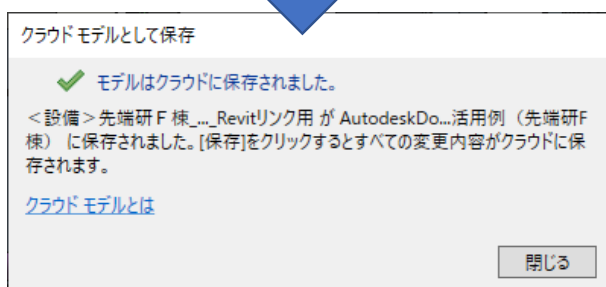 クラウド モデルとして保存
モデルはクラウドに保存されました。
＜設備＞先端研Ｆ棟_..._Revitリンク用 が AutodeskDo...活用例（先端研F
棟） に保存されました。[保存]をクリックするとすべての変更内容がクラウドに保
存されます。
クラウド モデルとは
閉じる